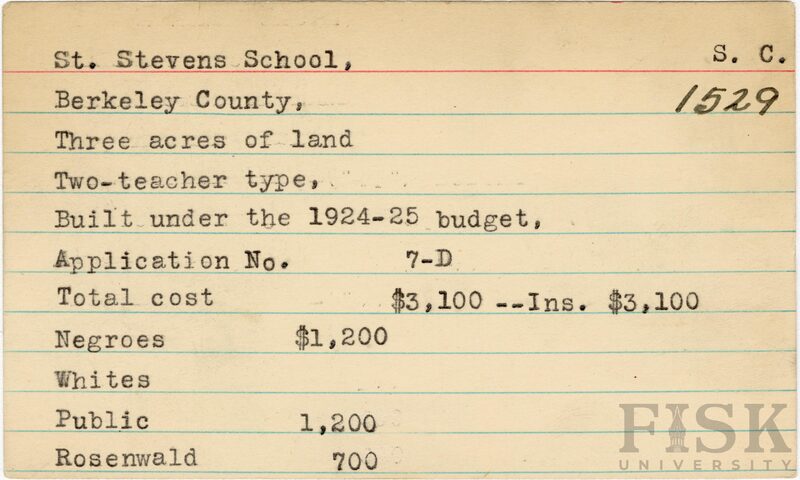 St. Stevens School, S. C.
Berkeley County, 1529
Three acres of land
Two-teacher type,
Built under the 1924-25 budget,
Application No. 7-D
Total cost $3,100 --Ins. $3,100
Negroes $1,200
Whites
Public 1,200
Rosenwald 700
FISK
UNIVERSITY